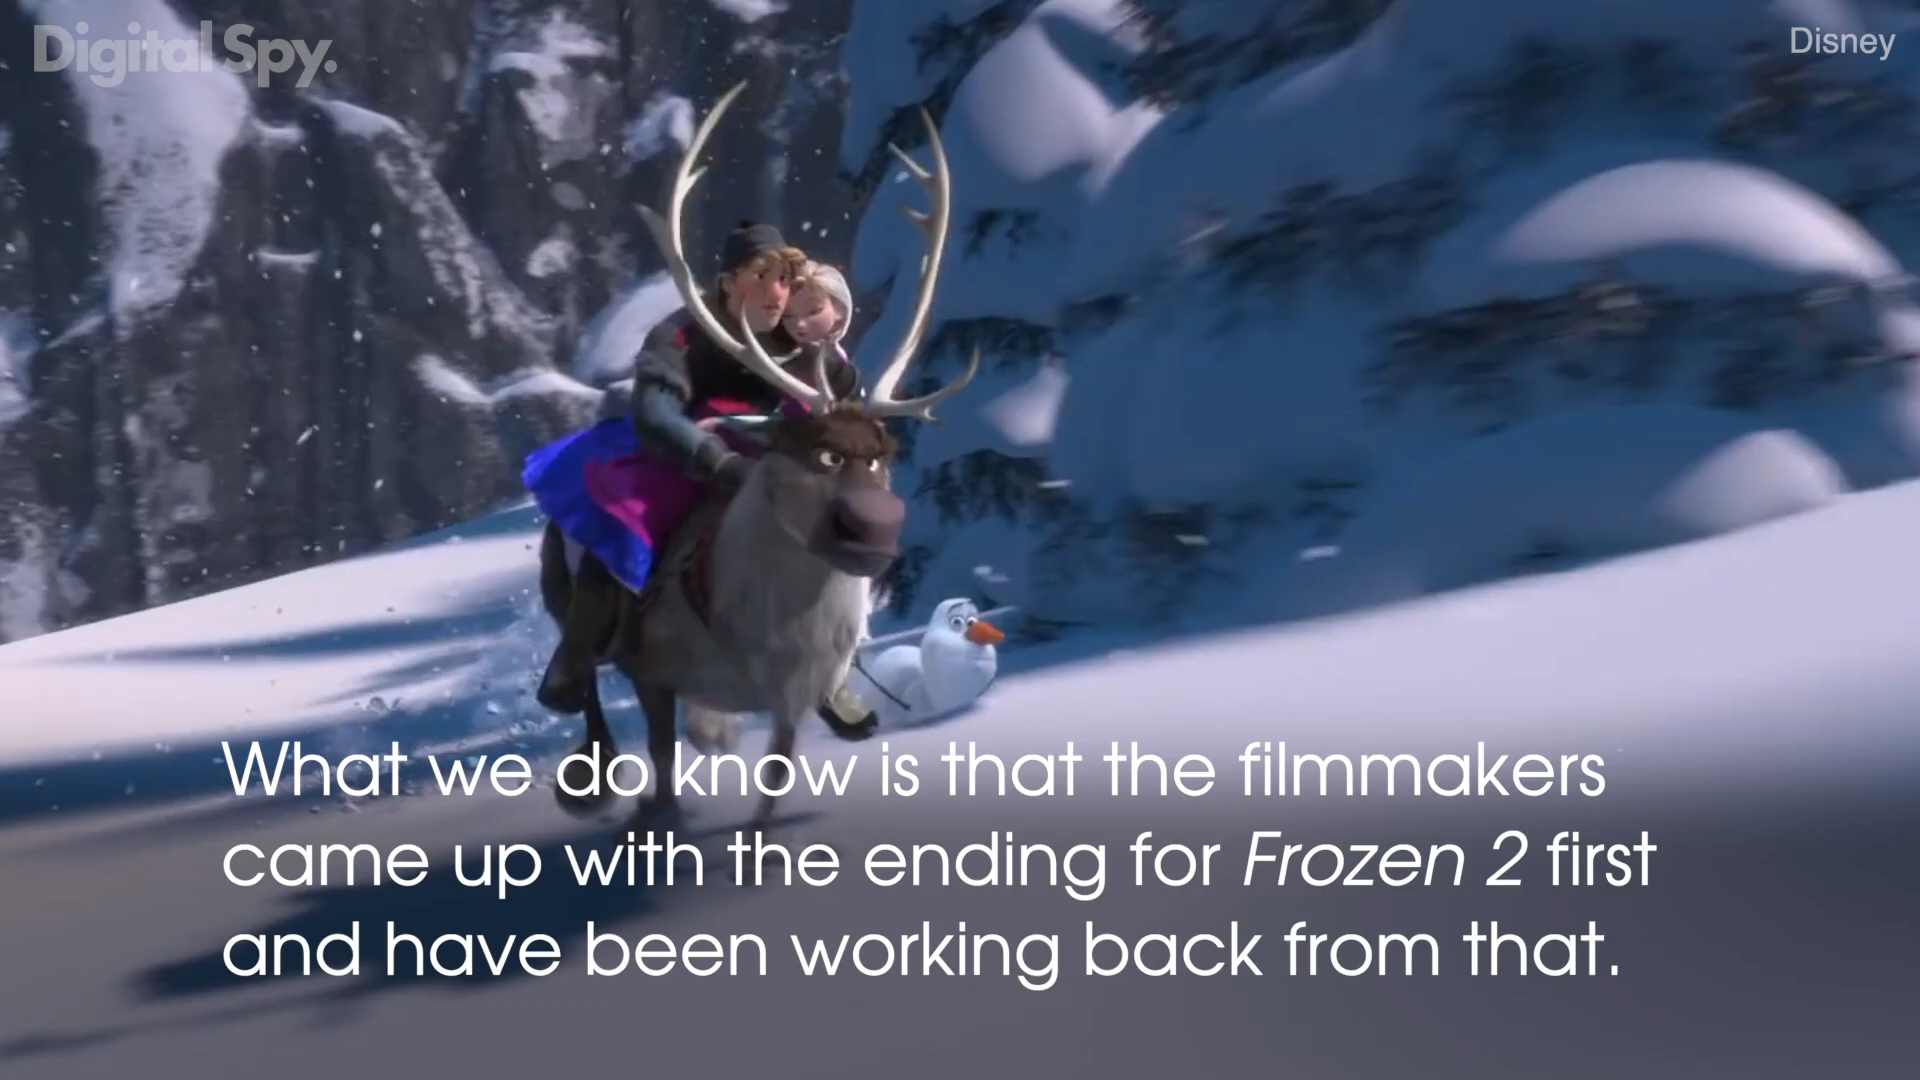 Digital Spy.
Disney
What we do know is that the filmmakers
came up with the ending for Frozen 2 first
and have been working back from that.